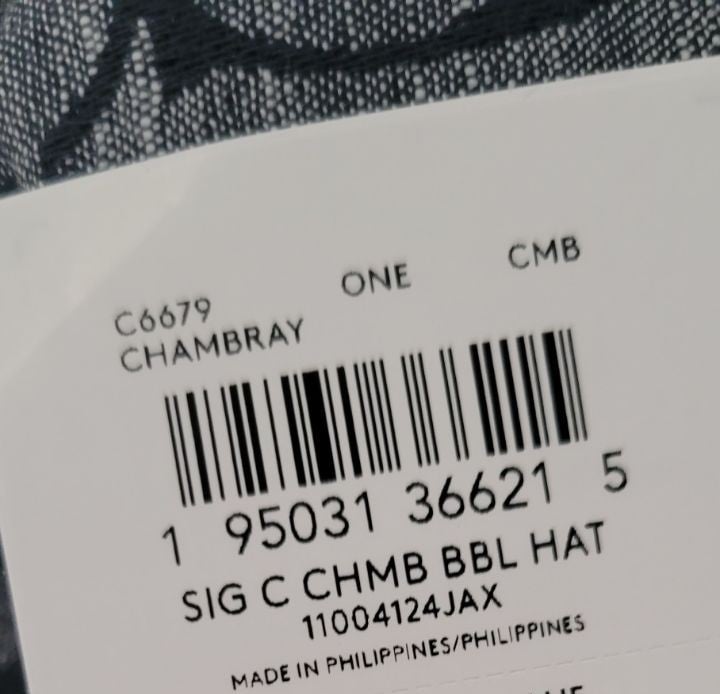 C6679 ONE CMB
CHAMBRAY
1 95031 36621 5
SIG C CHMB BBL HAT
11004124JAX
MADE IN PHILIPPINES/PHILIPPINES